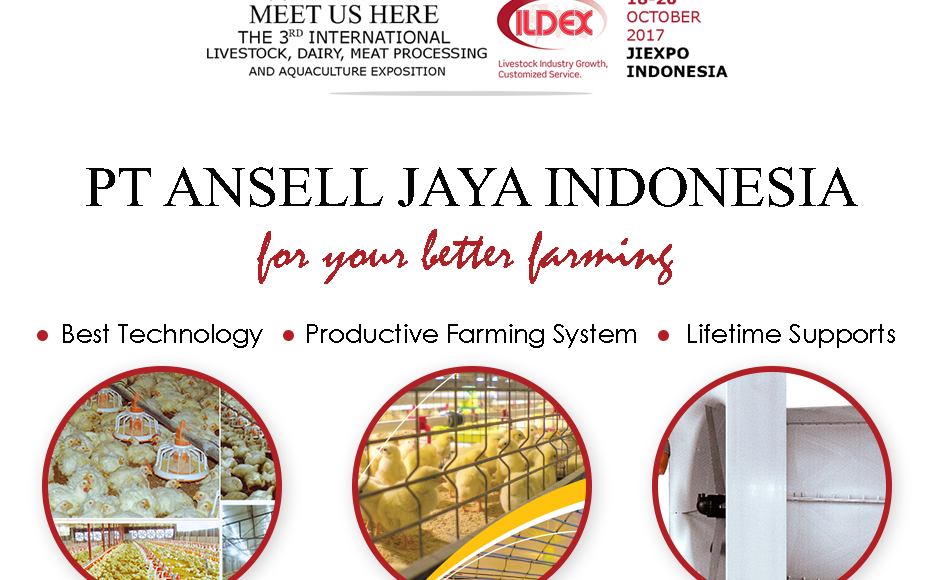 MEET US HERE
THE 3RD INTERNATIONAL
LIVESTOCK, DAIRY, MEAT PROCESSING
AND AQUACULTURE EXPOSITION
ILDEX
Livestock Industry Growth,
Customized Service.
18-20
OCTOBER
2017
JIEXPO
INDONESIA
PT ANSELL JAYA INDONESIA
for your better farming
• Best Technology • Productive Farming System • Lifetime Supports